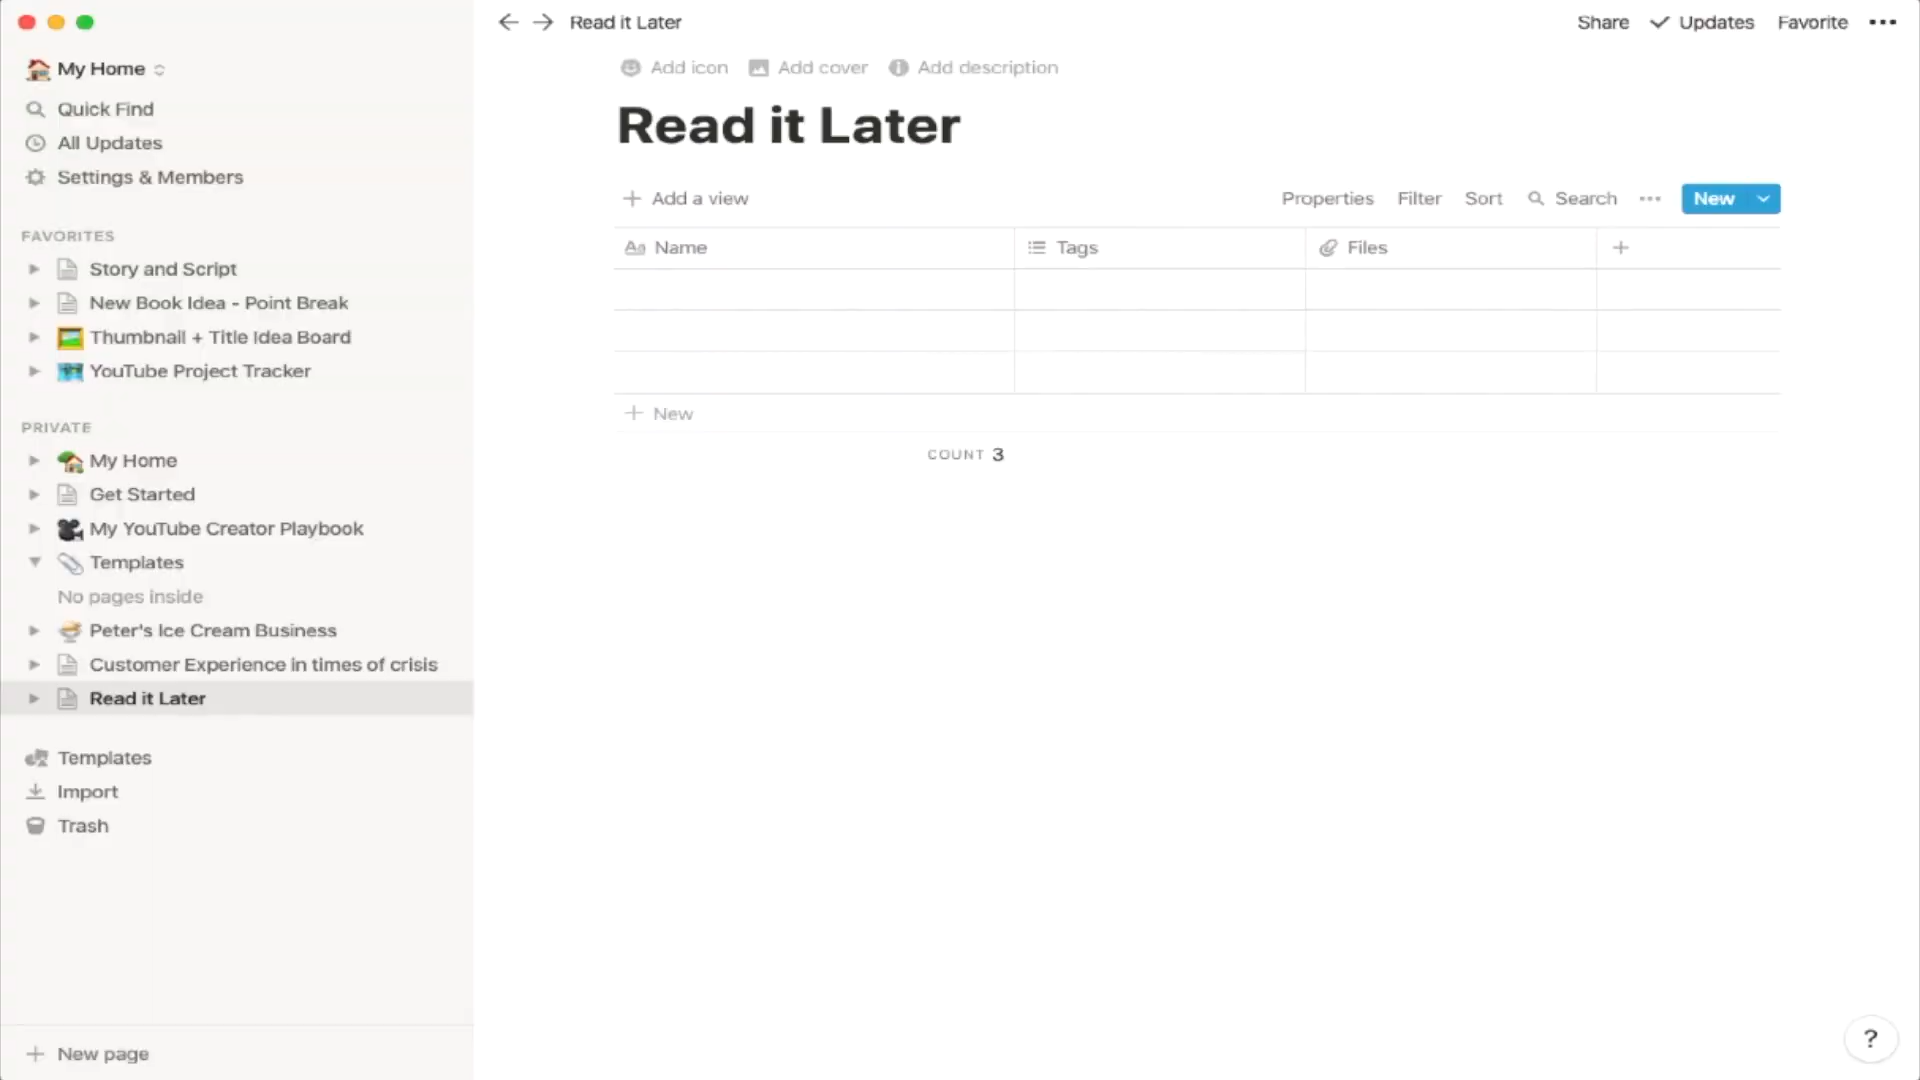 Read it Later
Share Updates Favorite
My Home
Quick Find
All Updates
Settings & Members
FAVORITES
Story and Script
New Book Idea - Point Break
Thumbnail + Title Idea Board
YouTube Project Tracker
PRIVATE
My Home
Get Started
My YouTube Creator Playbook
Templates
No pages inside
Peter's Ice Cream Business
Customer Experience in times of crisis
Read it Later
Templates
Import
Trash
New page
Add icon Add cover Add description
Read it Later
Add a view Properties Filter Sort Search New
Aa Name Tags Files
New
COUNT 3
?